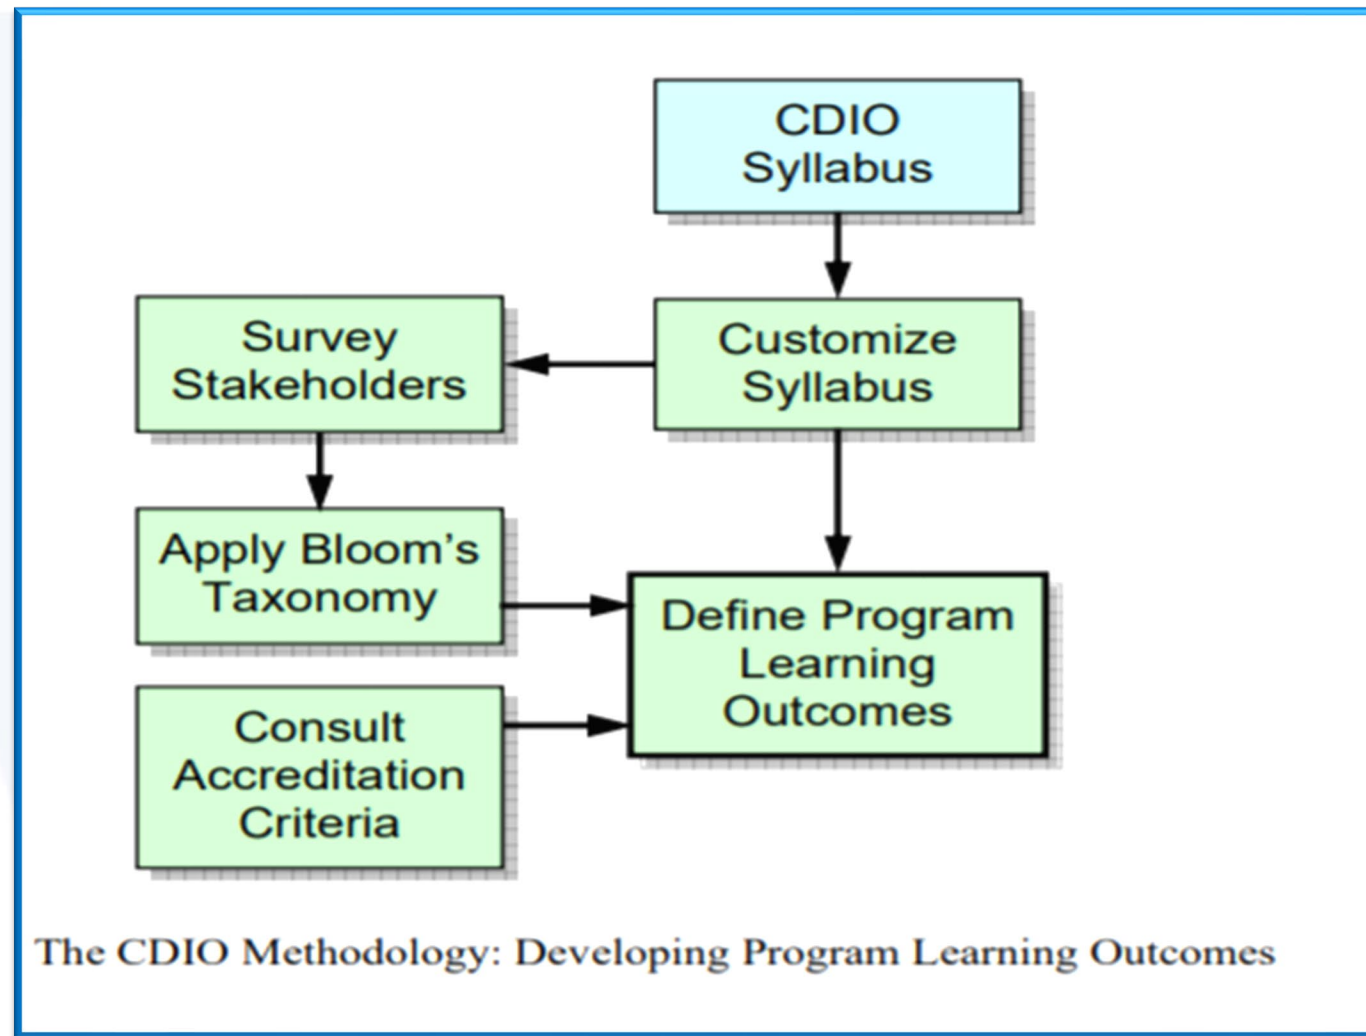 CDIO
Syllabus
Survey
Stakeholders
Customize
Syllabus
Apply Bloom’s
Taxonomy
Define Program
Learning
Outcomes
Consult
Accreditation
Criteria
The CDIO Methodology: Developing Program Learning Outcomes